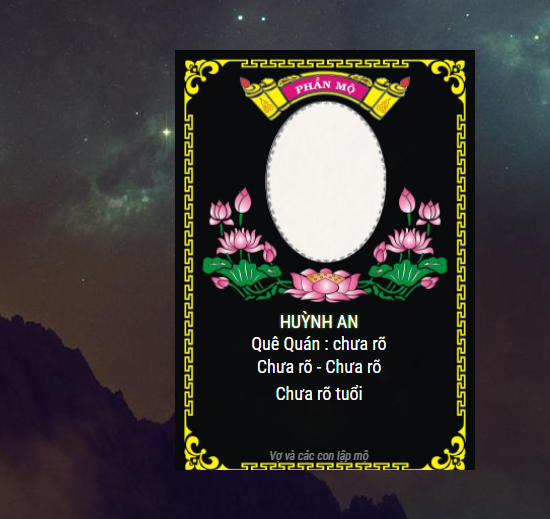 PHẦN MỘ
HUỲNH AN
Quê Quán : chưa rõ
Chưa rõ - Chưa rõ
Chưa rõ tuổi
Vợ và các con lập mộ